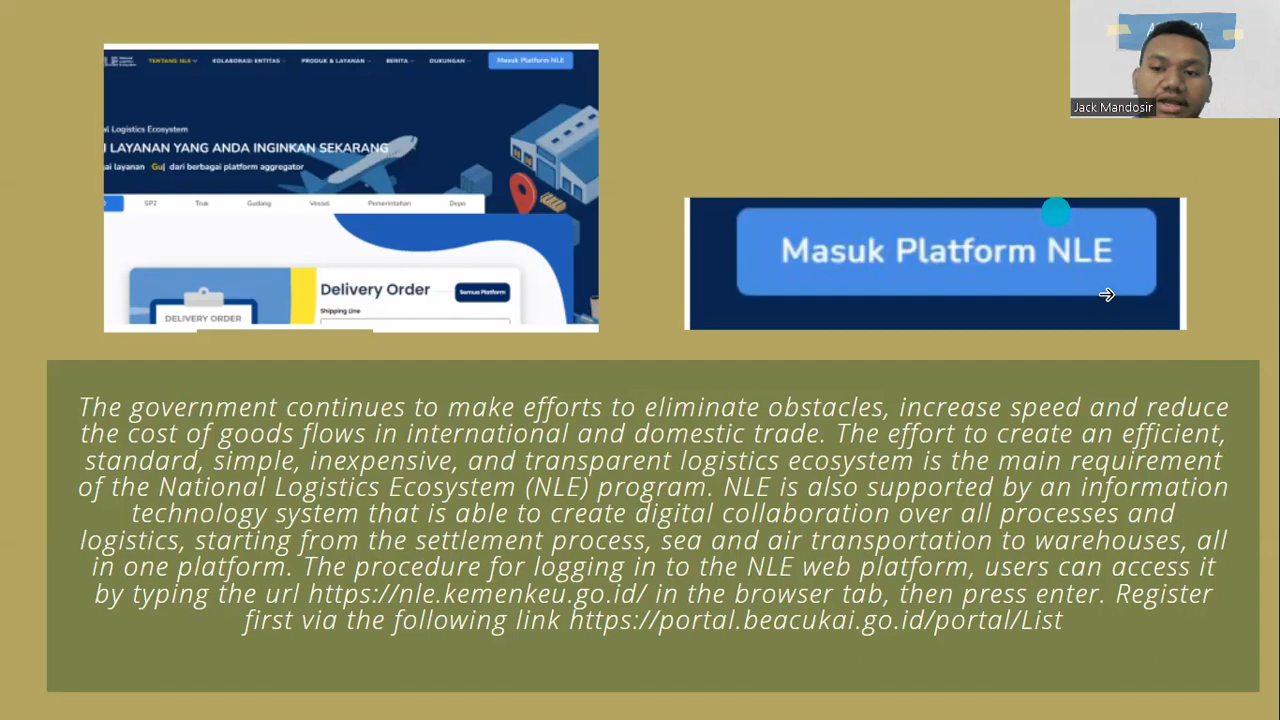 TENTANG NLE
KOLABORASI ENTITAS
PRODUK & LAYANAN
BERITA
DUKUNGAN
Masuk Platform NLE
Jack Mandosir
Logistics Ecosystem
LAYANAN YANG ANDA INGINKAN SEKARANG
layanan Gu dari berbagai platform aggregator
SP2
Truk
Gudang
Vessel
Pemerintahan
Depo
Delivery Order
Semua Platform
Shipping Line
DELIVERY ORDER
Masuk Platform NLE
The government continues to make efforts to eliminate obstacles, increase speed and reduce
the cost of goods flows in international and domestic trade. The effort to create an efficient,
standard, simple, inexpensive, and transparent logistics ecosystem is the main requirement
of the National Logistics Ecosystem (NLE) program. NLE is also supported by an information
technology system that is able to create digital collaboration over all processes and
logistics, starting from the settlement process, sea and air transportation to warehouses, all
in one platform. The procedure for logging in to the NLE web platform, users can access it
by typing the url https://nle.kemenkeu.go.id/ in the browser tab, then press enter. Register
first via the following link https://portal.beacukai.go.id/portal/List